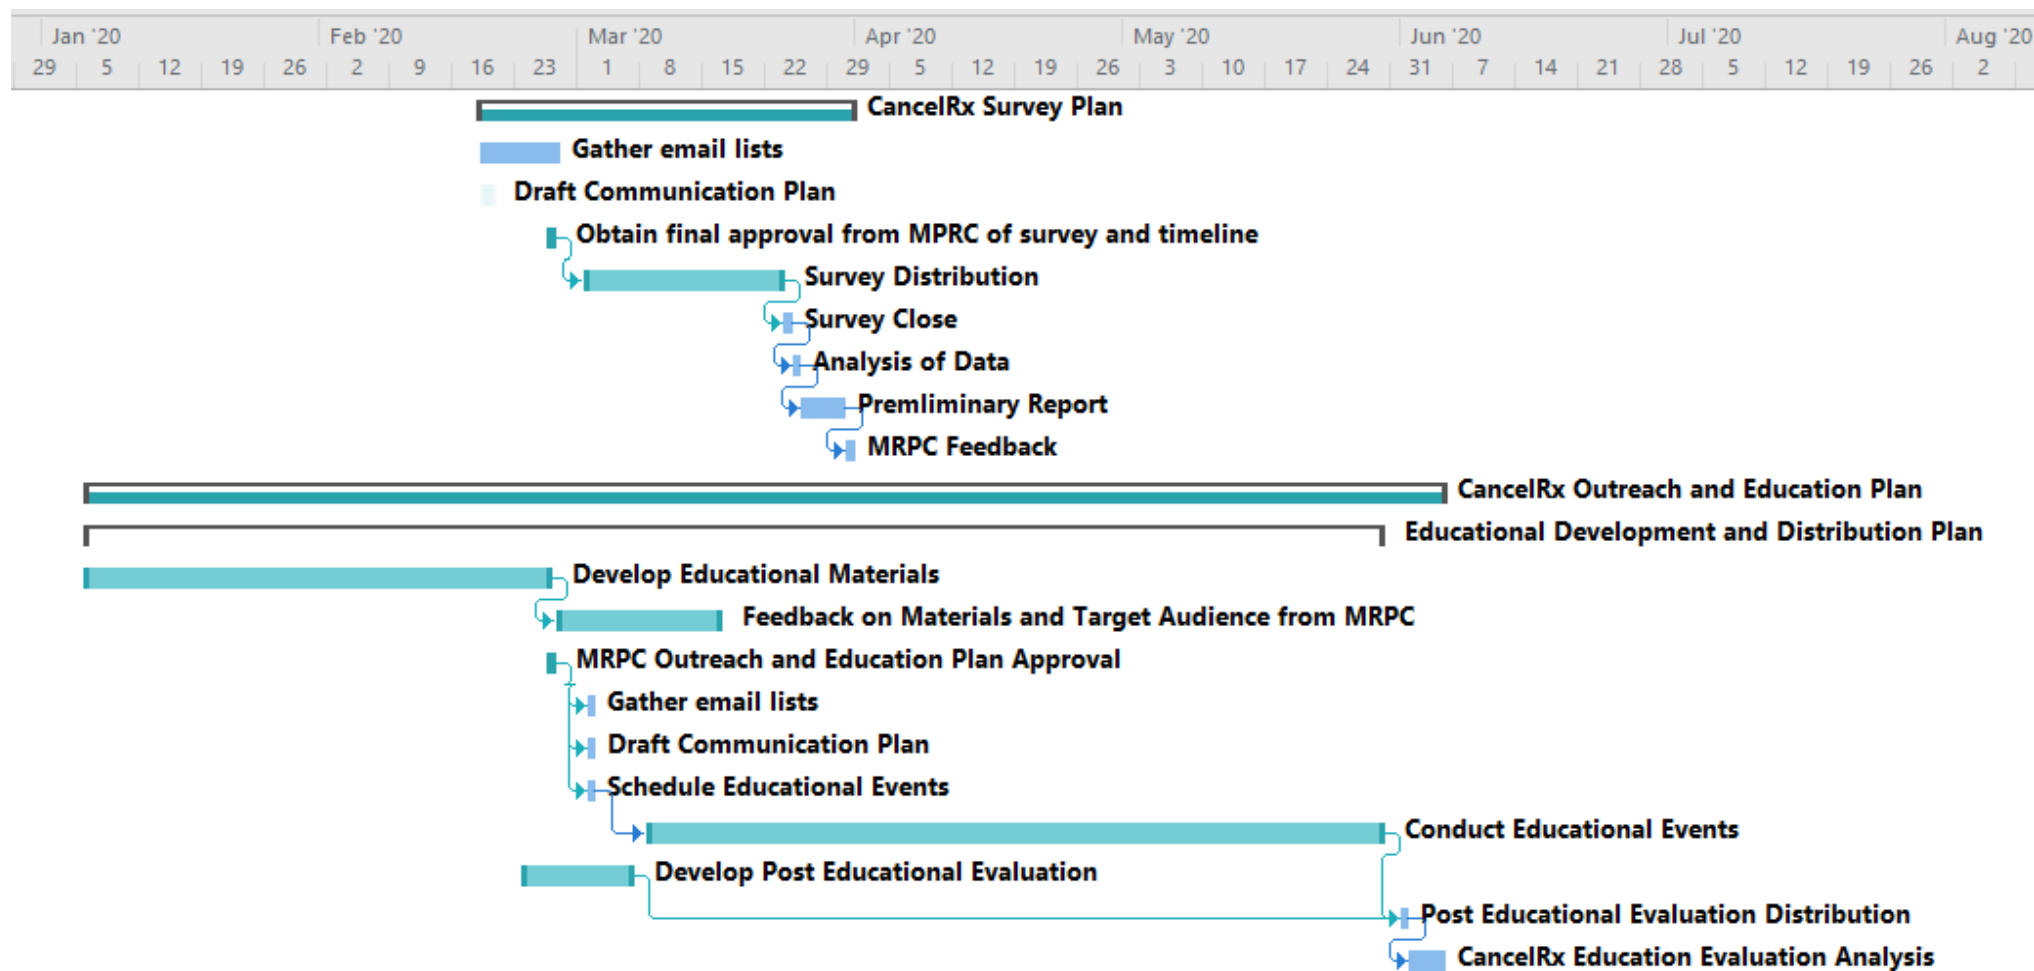 Jan '20 Feb '20 Mar '20 Apr '20 May '20 Jun '20 Jul '20 Aug '20
29 5 12 19 26 2 9 16 23 1 8 15 22 29 5 12 19 26 3 10 17 24 31 7 14 21 28 5 12 19 26 2
CancelRx Survey Plan
Gather email lists
Draft Communication Plan
Obtain final approval from MPRC of survey and timeline
Survey Distribution
Survey Close
Analysis of Data
Premliminary Report
MRPC Feedback
CancelRx Outreach and Education Plan
Educational Development and Distribution Plan
Develop Educational Materials
Feedback on Materials and Target Audience from MRPC
MRPC Outreach and Education Plan Approval
Gather email lists
Draft Communication Plan
Schedule Educational Events
Conduct Educational Events
Develop Post Educational Evaluation
Post Educational Evaluation Distribution
CancelRx Education Evaluation Analysis